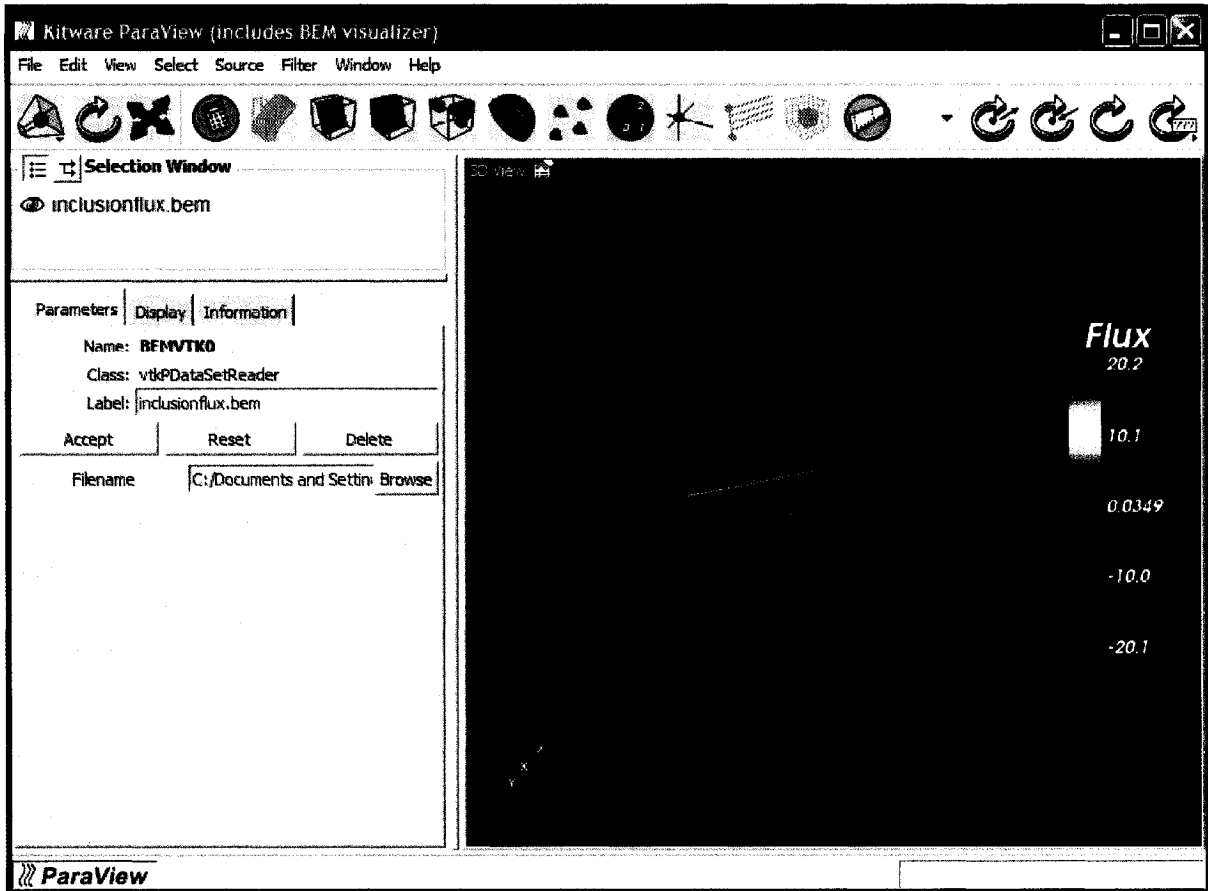 Kitware ParaView (includes BEM visualizer)
File Edit View Select Source Filter Window Help
Selection Window
inclusionflux.bem
Parameters Display Information
Name: BEMVTK0
Class: vtkPDataSetReader
Label: inclusionflux.bem
Accept Reset Delete
Filename C:/Documents and Settin Browse
3D View
Flux
20.2
10.1
0.0349
-10.0
-20.1
Z
X
Y
ParaView